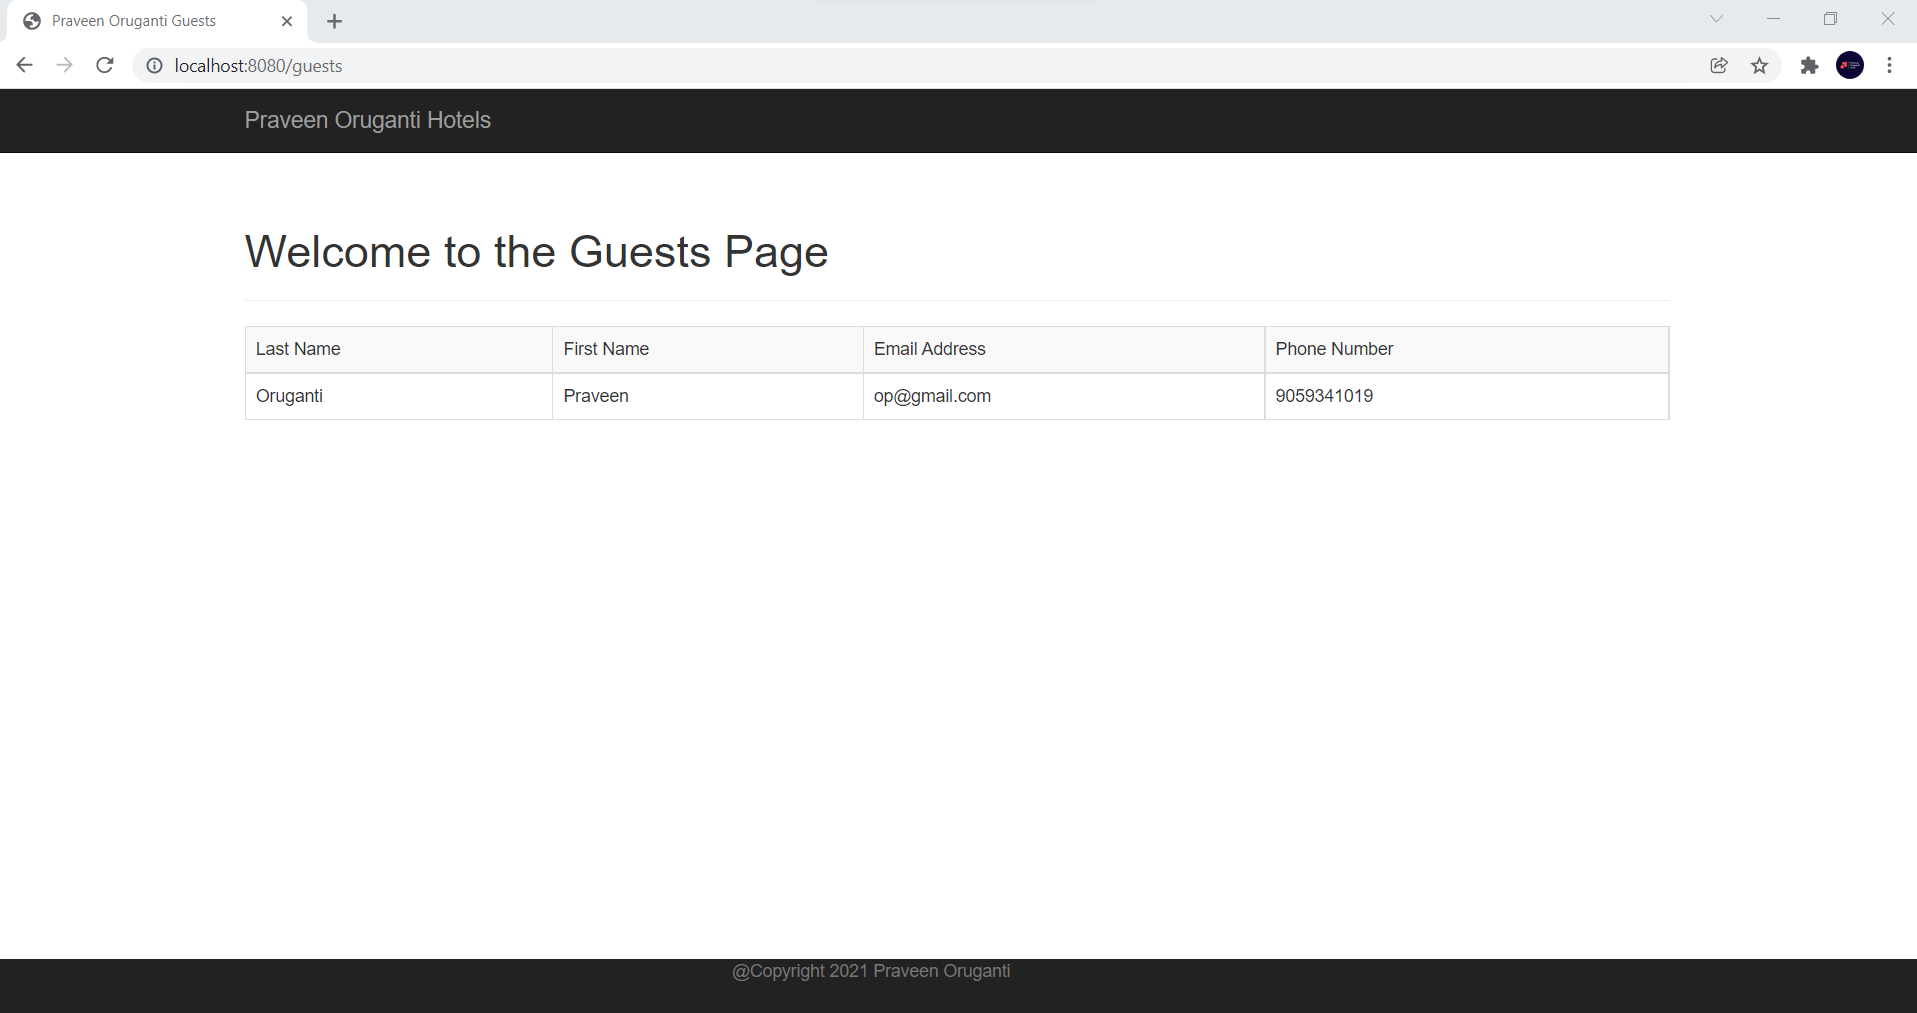 Praveen Oruganti Guests
localhost:8080/guests
Praveen Oruganti Hotels
Welcome to the Guests Page
Last Name First Name Email Address Phone Number
Oruganti Praveen op@gmail.com 9059341019
@Copyright 2021 Praveen Oruganti